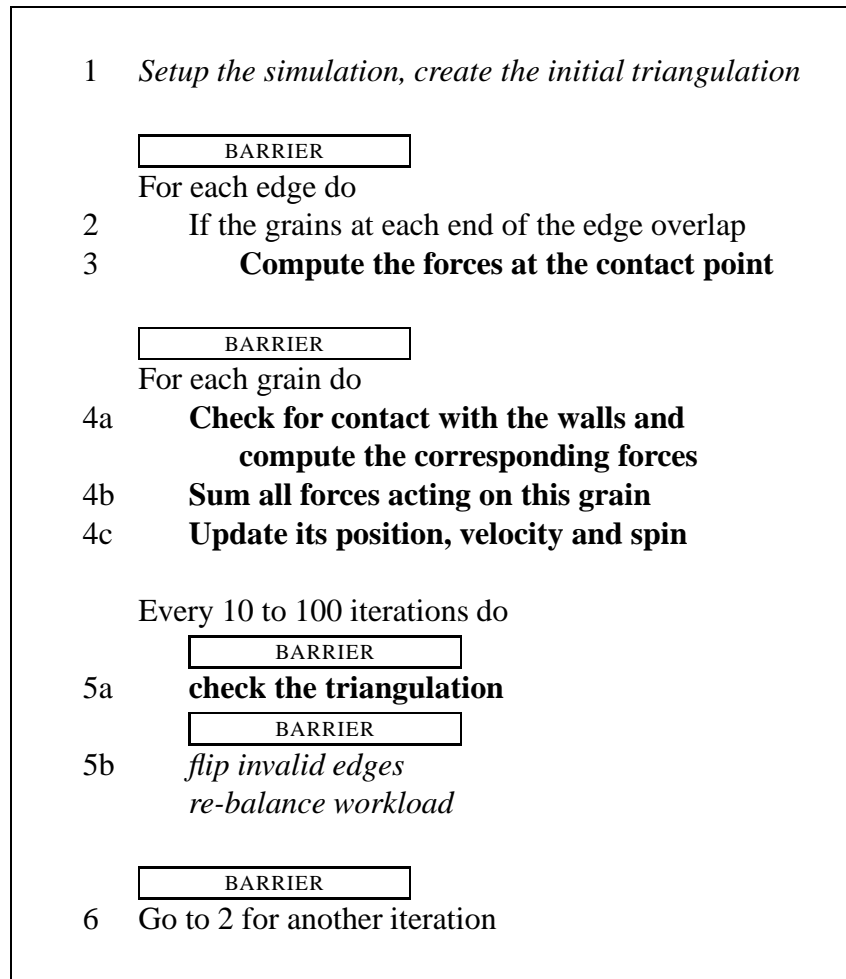 1 Setup the simulation, create the initial triangulation
BARRIER
For each edge do
2 If the grains at each end of the edge overlap
3 Compute the forces at the contact point
BARRIER
For each grain do
4a Check for contact with the walls and
compute the corresponding forces
4b Sum all forces acting on this grain
4c Update its position, velocity and spin
Every 10 to 100 iterations do
BARRIER
5a check the triangulation
BARRIER
5b flip invalid edges
re-balance workload
BARRIER
6 Go to 2 for another iteration